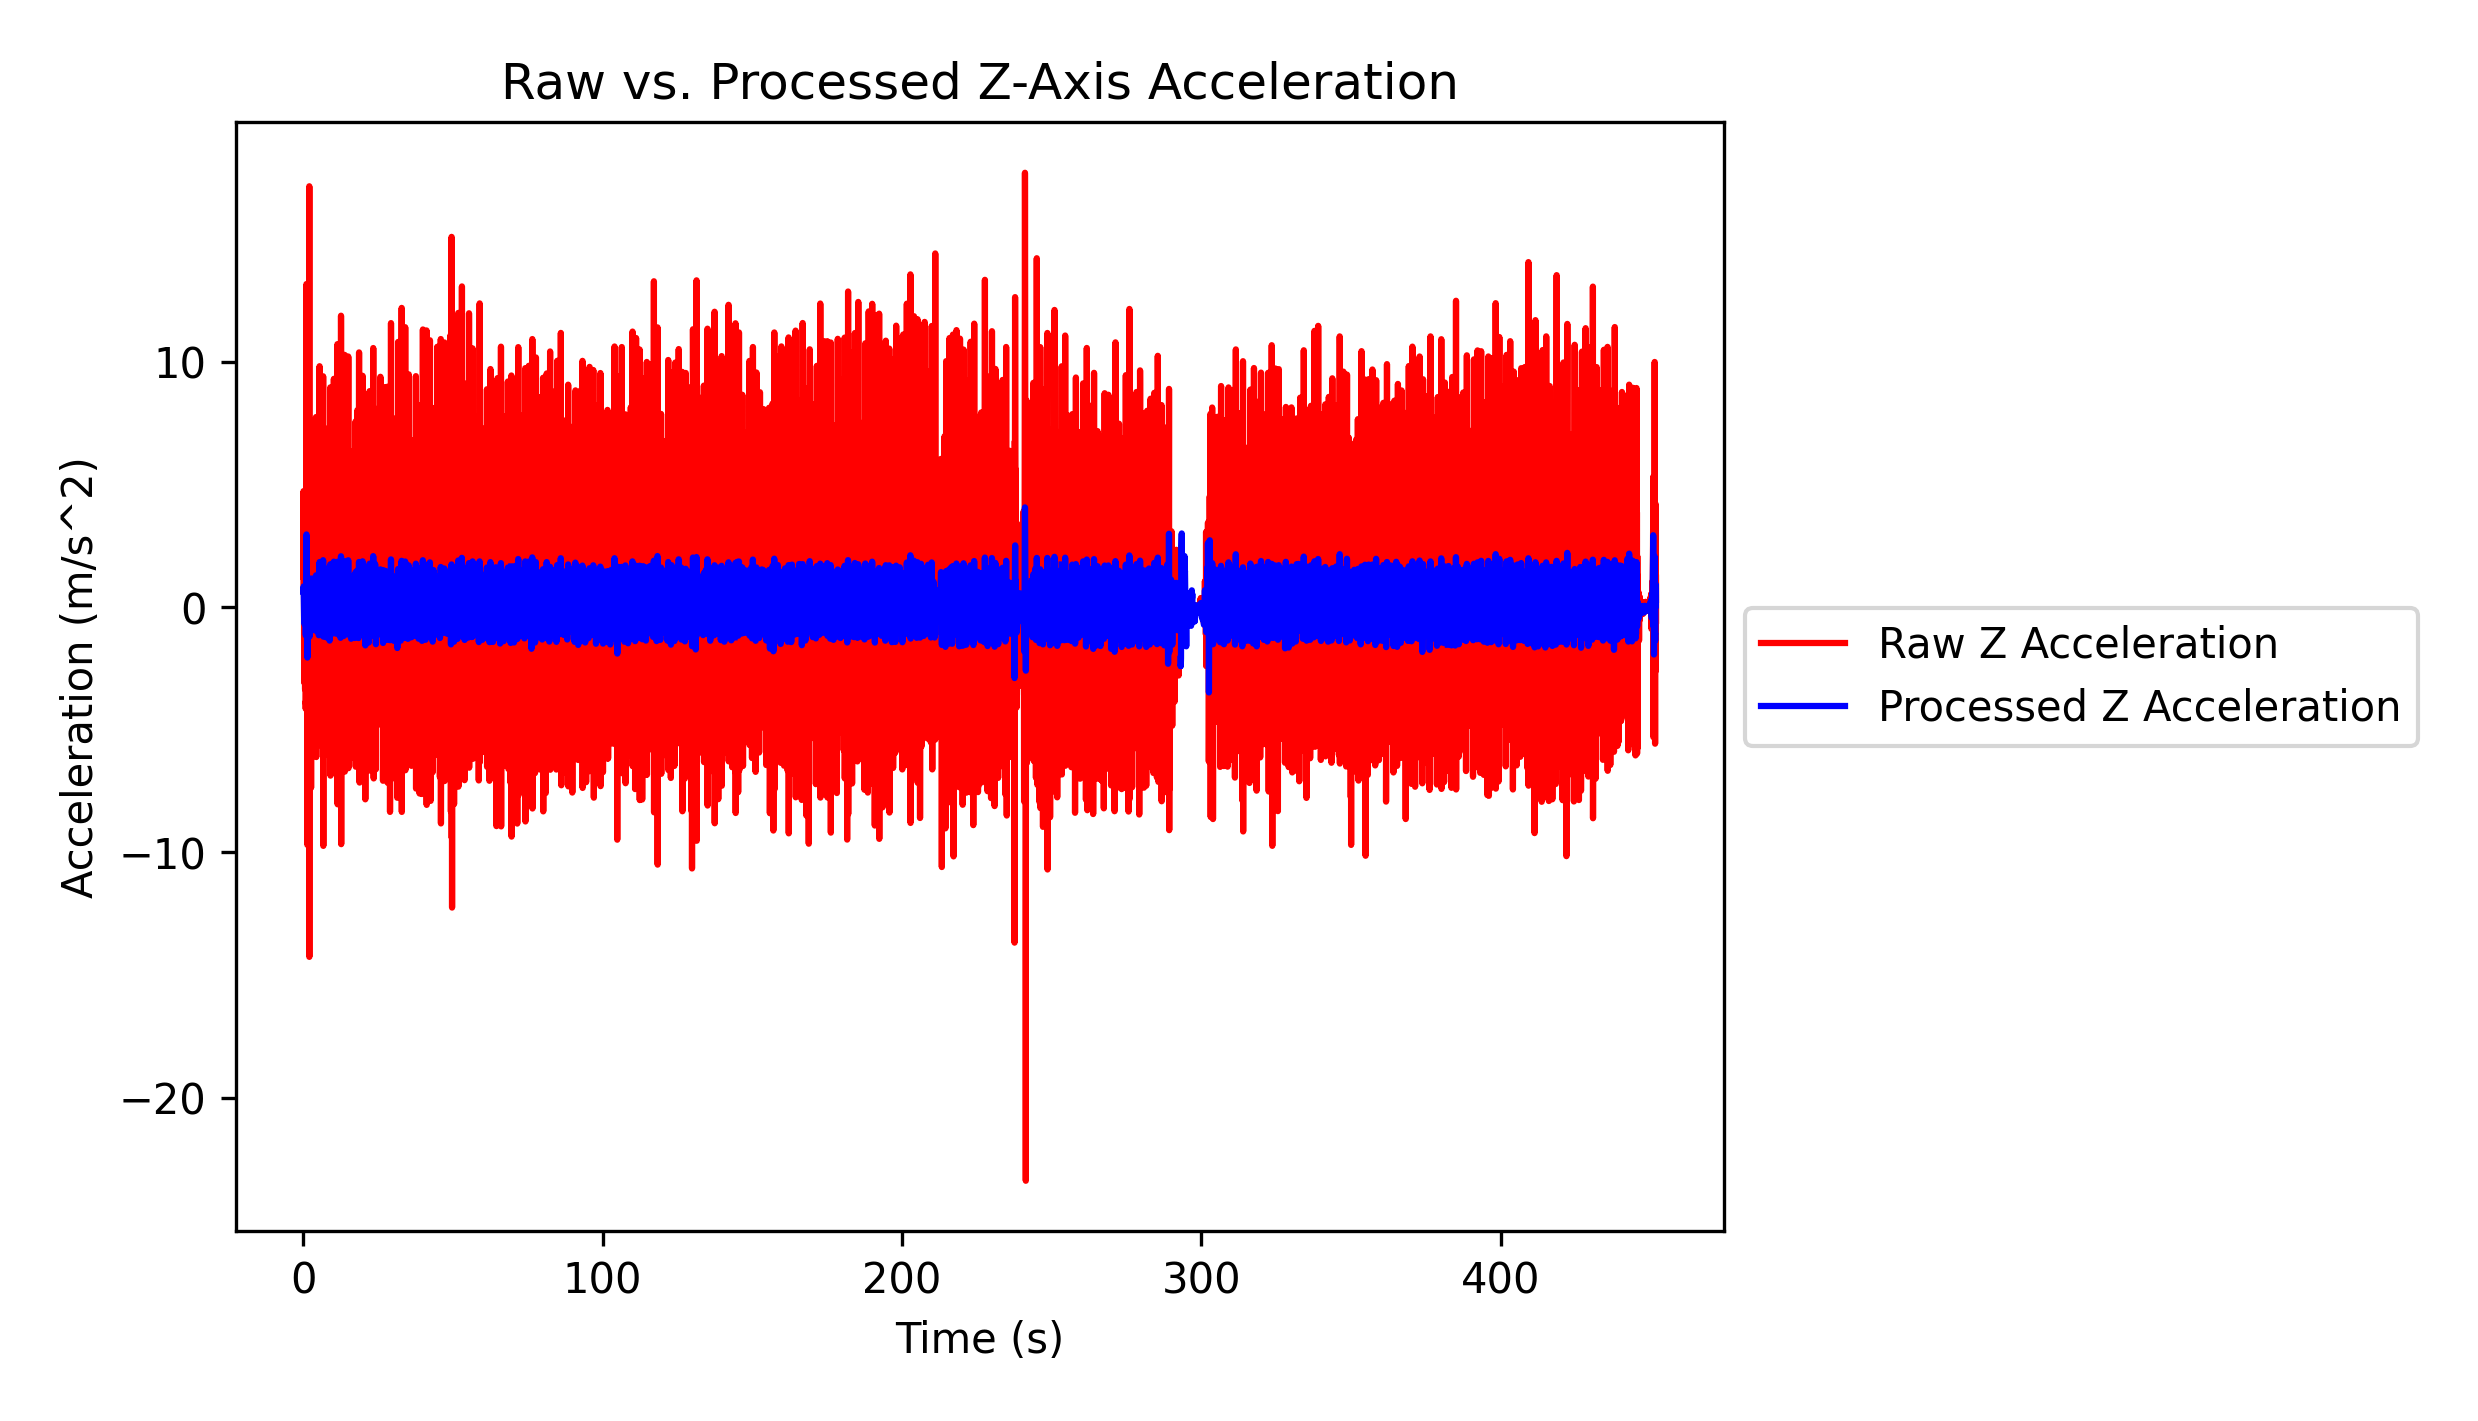 Raw vs. Processed Z-Axis Acceleration
Acceleration (m/s^2)
10
0
−10
−20
0 100 200 300 400
Time (s)
Raw Z Acceleration
Processed Z Acceleration